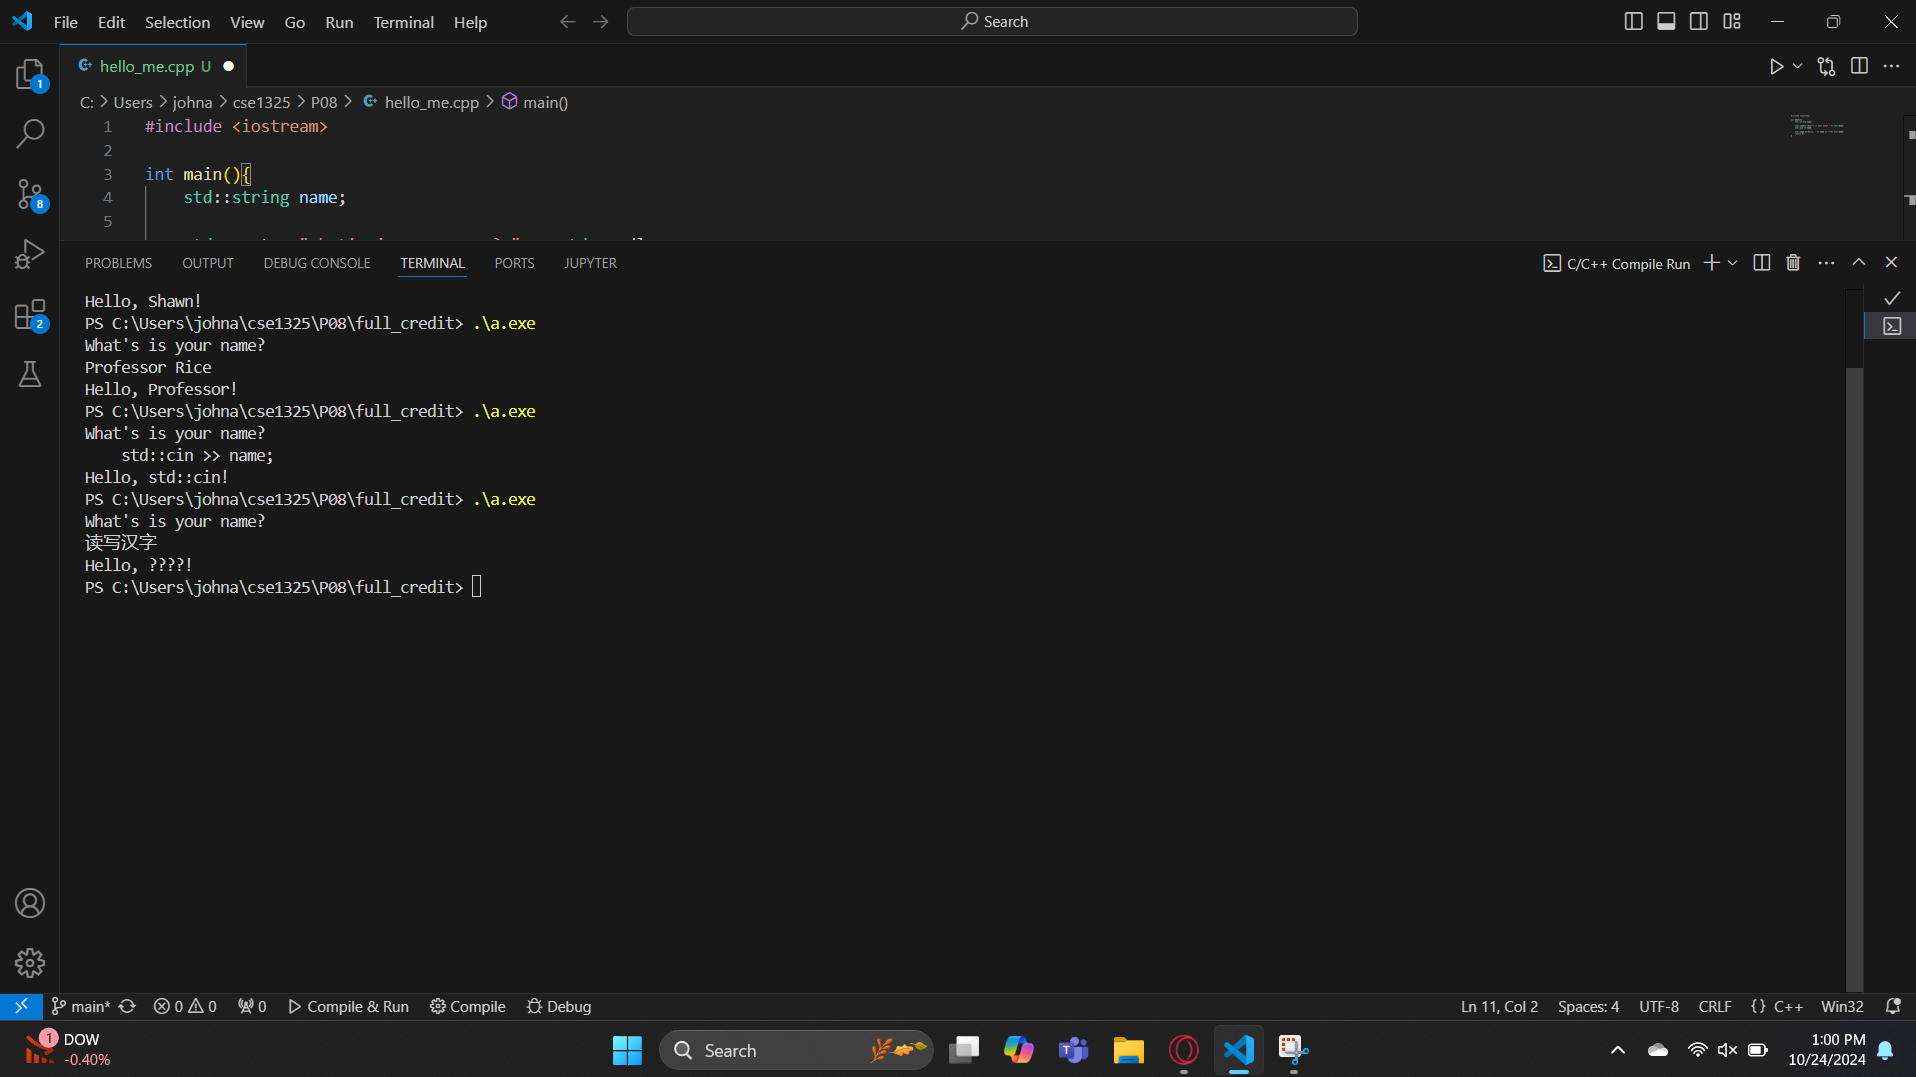 File Edit Selection View Go Run Terminal Help
Search
1
hello_me.cpp U
C: > Users > johna > cse1325 > P08 > hello_me.cpp > main()
1 #include <iostream>
2
3 int main(){
4 std::string name;
5
8
2
PROBLEMS OUTPUT DEBUG CONSOLE TERMINAL PORTS JUPYTER
C/C++ Compile Run
Hello, Shawn!
PS C:\Users\johna\cse1325\P08\full_credit> .\a.exe
What's is your name?
Professor Rice
Hello, Professor!
PS C:\Users\johna\cse1325\P08\full_credit> .\a.exe
What's is your name?
std::cin >> name;
Hello, std::cin!
PS C:\Users\johna\cse1325\P08\full_credit> .\a.exe
What's is your name?
读写汉字
Hello, ????!
PS C:\Users\johna\cse1325\P08\full_credit>
main* 0 0 0 Compile & Run Compile Debug
Ln 11, Col 2 Spaces: 4 UTF-8 CRLF {} C++ Win32
1 DOW
-0.40%
Search
1:00 PM
10/24/2024